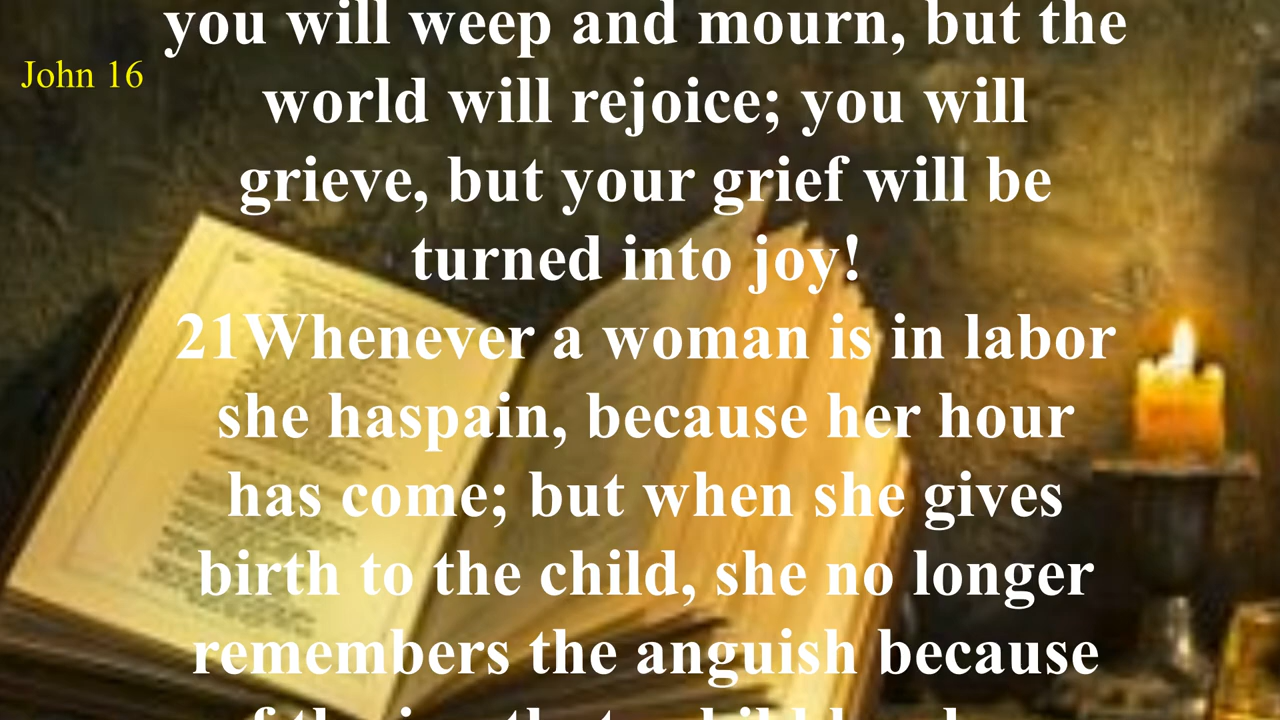 you will weep and mourn, but the
John 16
world will rejoice; you will
grieve, but your grief will be
turned into joy!
21Whenever a woman is in labor
she haspain, because her hour
has come; but when she gives
birth to the child, she no longer
remembers the anguish because